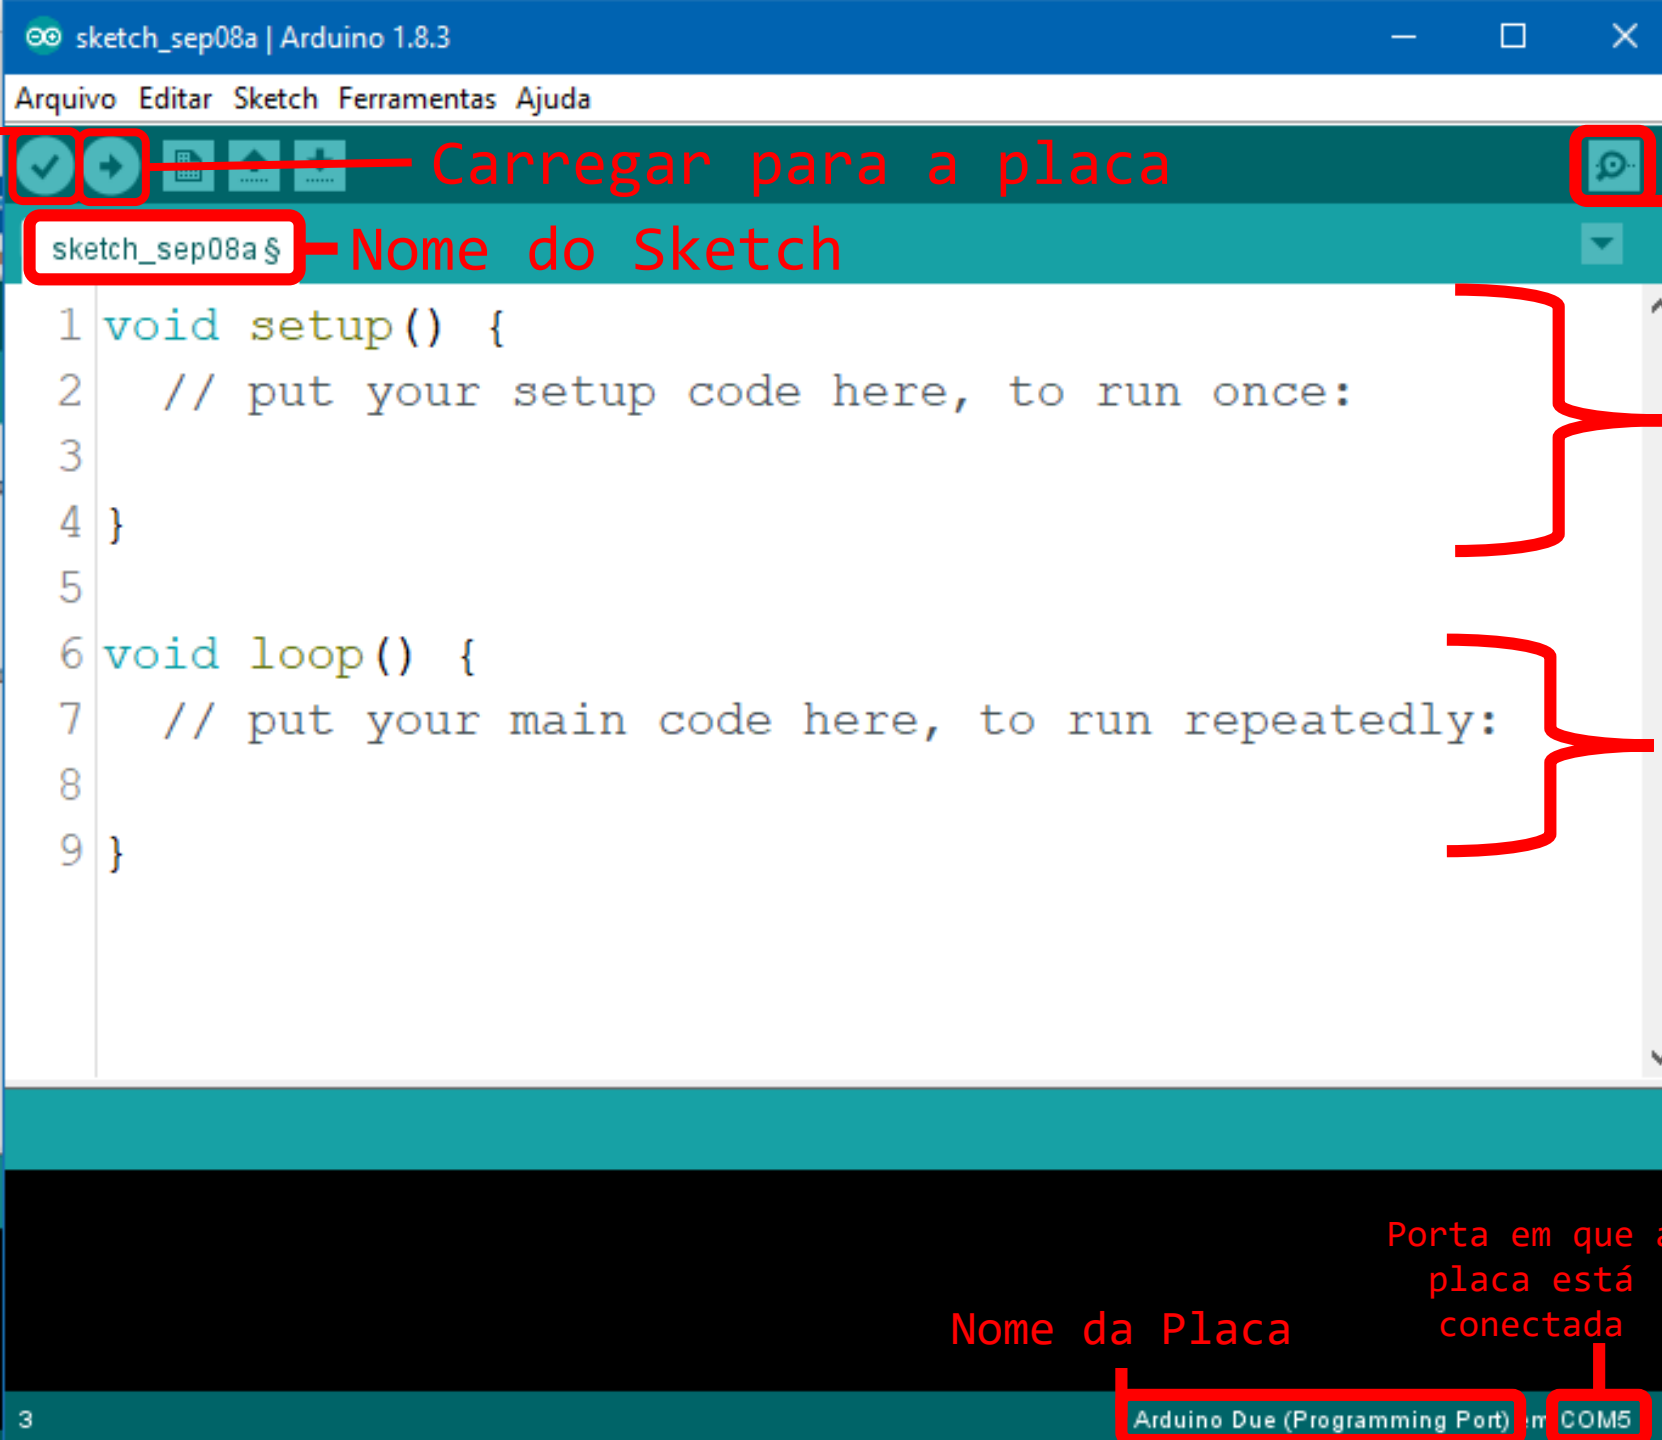 sketch_sep08a | Arduino 1.8.3
Arquivo Editar Sketch Ferramentas Ajuda
Carregar para a placa
sketch_sep08a §
Nome do Sketch
1 void setup() {
2 // put your setup code here, to run once:
3
4 }
5
6 void loop() {
7 // put your main code here, to run repeatedly:
8
9 }
Porta em que a
placa está
conectada
Nome da Placa
3
Arduino Due (Programming Port) em COM5